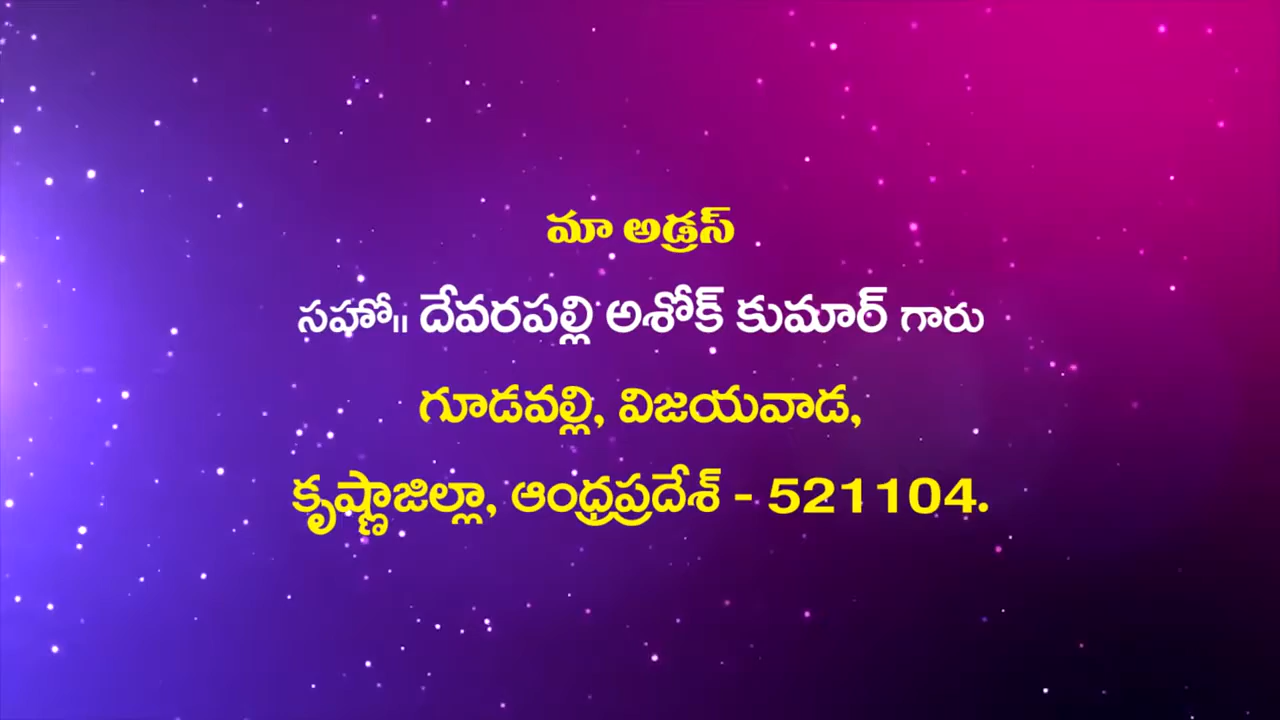 మా అడ్రస్
సహో|| దేవరపల్లి అశోక్ కుమార్ గారు
గూడవల్లి, విజయవాడ,
కృష్ణాజిల్లా, ఆంధ్రప్రదేశ్ - 521104.